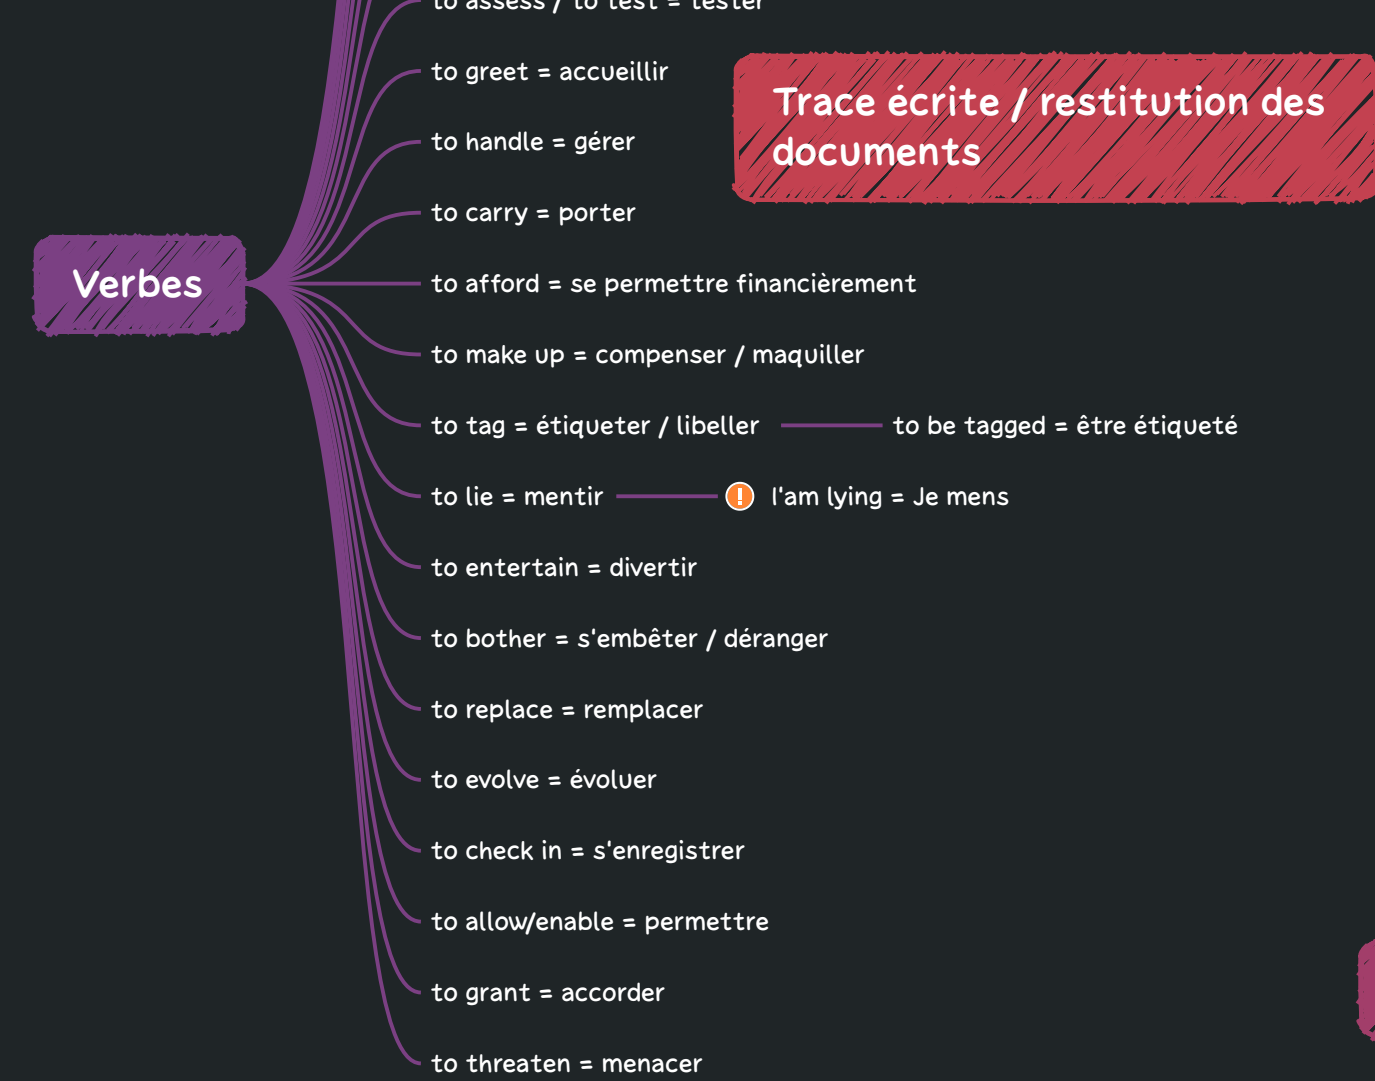 to assess / to test = tester
to greet = accueillir
Trace écrite / restitution des
documents
to handle = gérer
to carry = porter
Verbes
to afford = se permettre financièrement
to make up = compenser / maquiller
to tag = étiqueter / libeller
to be tagged = être étiqueté
to lie = mentir
I'am lying = Je mens
to entertain = divertir
to bother = s'embêter / déranger
to replace = remplacer
to evolve = évoluer
to check in = s'enregistrer
to allow/enable = permettre
to grant = accorder
to threaten = menacer